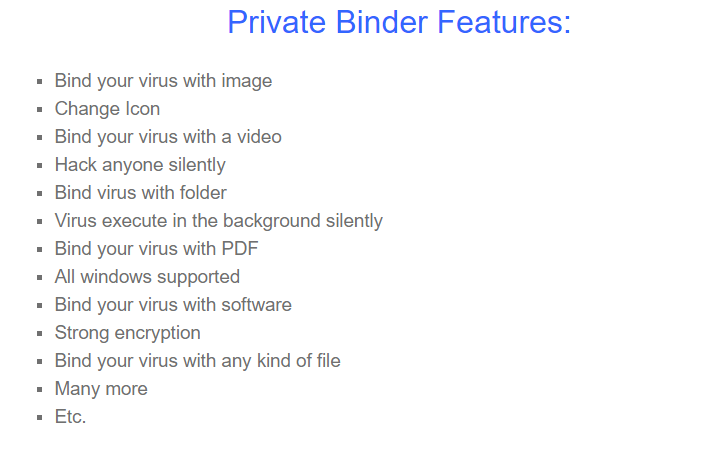 Private Binder Features:
Bind your virus with image
Change Icon
Bind your virus with a video
Hack anyone silently
Bind virus with folder
Virus execute in the background silently
Bind your virus with PDF
All windows supported
Bind your virus with software
Strong encryption
Bind your virus with any kind of file
Many more
Etc.